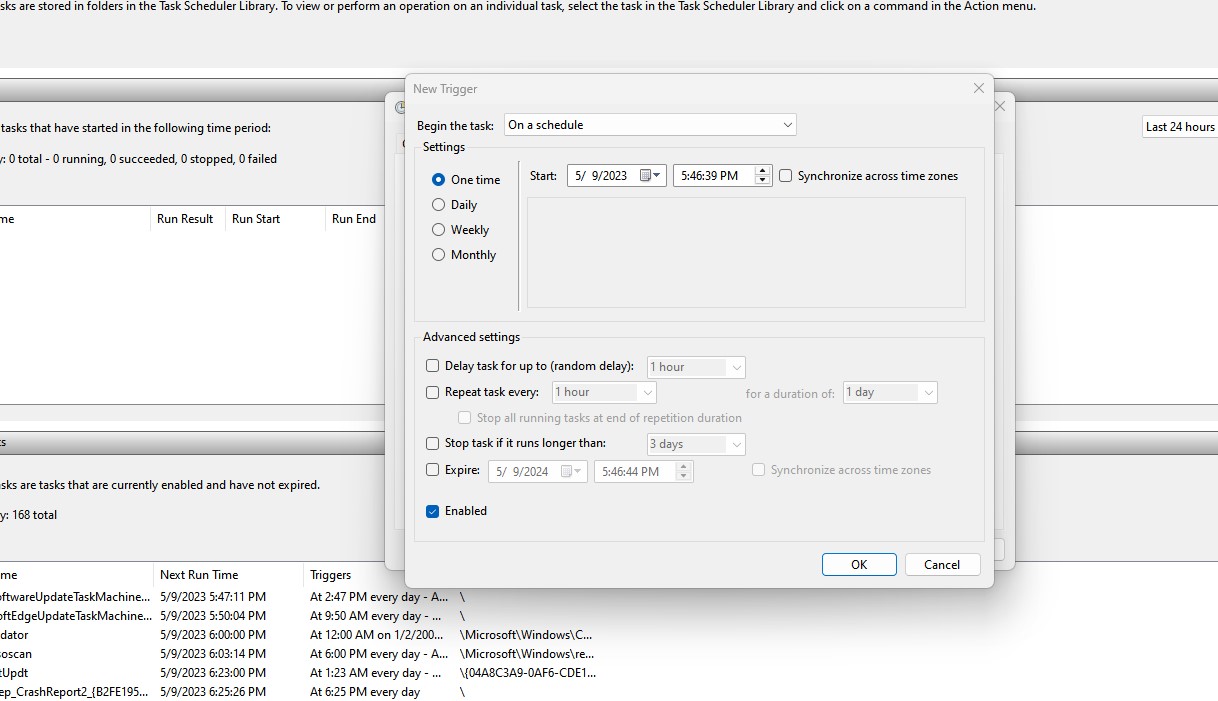 sks are stored in folders in the Task Scheduler Library. To view or perform an operation on an individual task, select the task in the Task Scheduler Library and click on a command in the Action menu.
New Trigger
Begin the task: On a schedule
tasks that have started in the following time period:
Last 24 hours
Settings
y: 0 total - 0 running, 0 succeeded, 0 stopped, 0 failed
One time
Start: 5/ 9/2023 5:46:39 PM Synchronize across time zones
Daily
me Run Result Run Start Run End
Weekly
Monthly
Advanced settings
Delay task for up to (random delay): 1 hour
Repeat task every: 1 hour for a duration of: 1 day
Stop all running tasks at end of repetition duration
ts
Stop task if it runs longer than: 3 days
Expire: 5/ 9/2024 5:46:44 PM Synchronize across time zones
sks are tasks that are currently enabled and have not expired.
y: 168 total
Enabled
OK Cancel
me Next Run Time Triggers
oftwareUpdateTaskMachine... 5/9/2023 5:47:11 PM At 2:47 PM every day - A... \
oftEdgeUpdateTaskMachine... 5/9/2023 5:50:04 PM At 9:50 AM every day - ... \
dator 5/9/2023 6:00:00 PM At 12:00 AM on 1/2/200... \Microsoft\Windows\C...
soscan 5/9/2023 6:03:14 PM At 6:00 PM every day - A... \Microsoft\Windows\re...
tUpdt 5/9/2023 6:23:00 PM At 1:23 AM every day - ... \{04A8C3A9-0AF6-CDE1...
ep_CrashReport2_{B2FE195... 5/9/2023 6:25:26 PM At 6:25 PM every day \